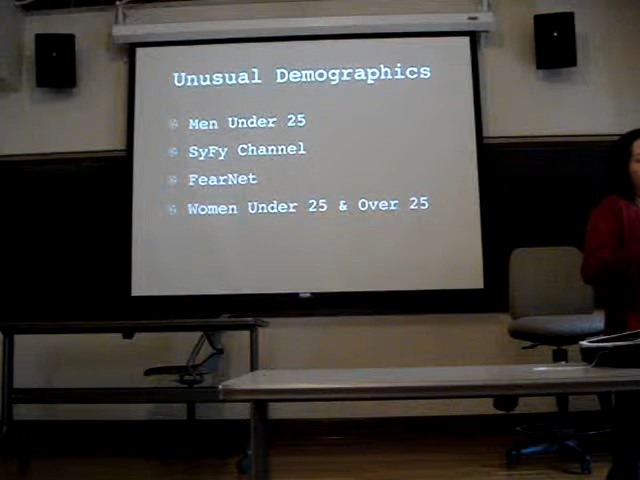 Unusual Demographics
Men Under 25
SyFy Channel
FearNet
Women Under 25 & Over 25